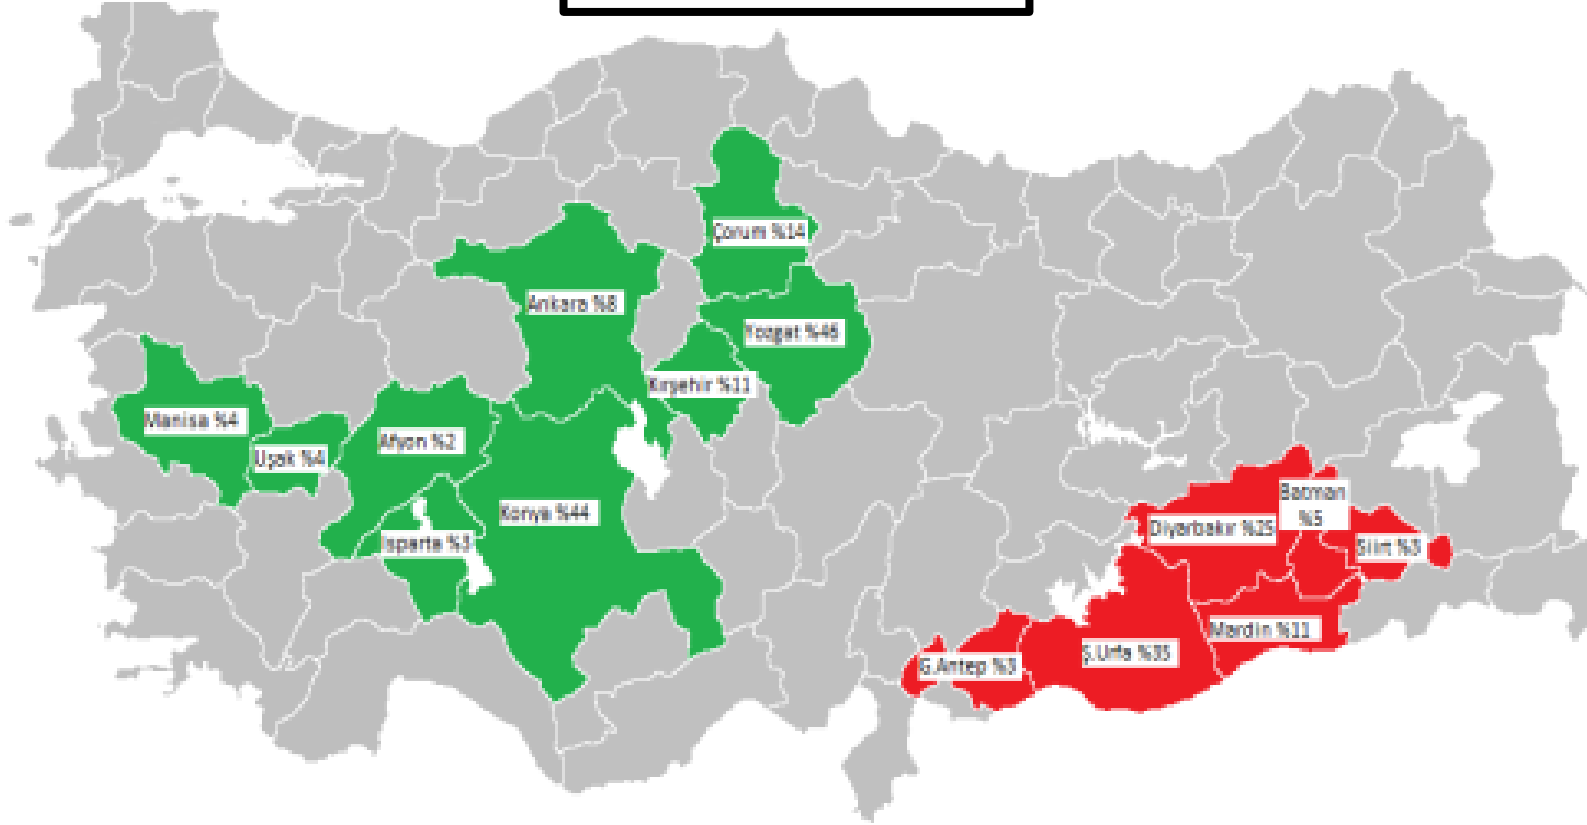 Çorum %14
Ankara %8
Yozgat %46
Kırşehir %11
Manisa %4
Afyon %2
Uşak %4
Konya %44
Isparta %3
Batman
%5
Diyarbakır %25
Siirt %3
Mardin %11
Ş.Urfa %35
G.Antep %3